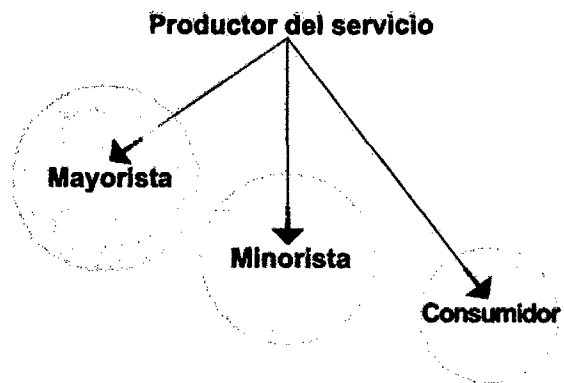 Productor del servicio
Mayorista
Minorista
Consumidor